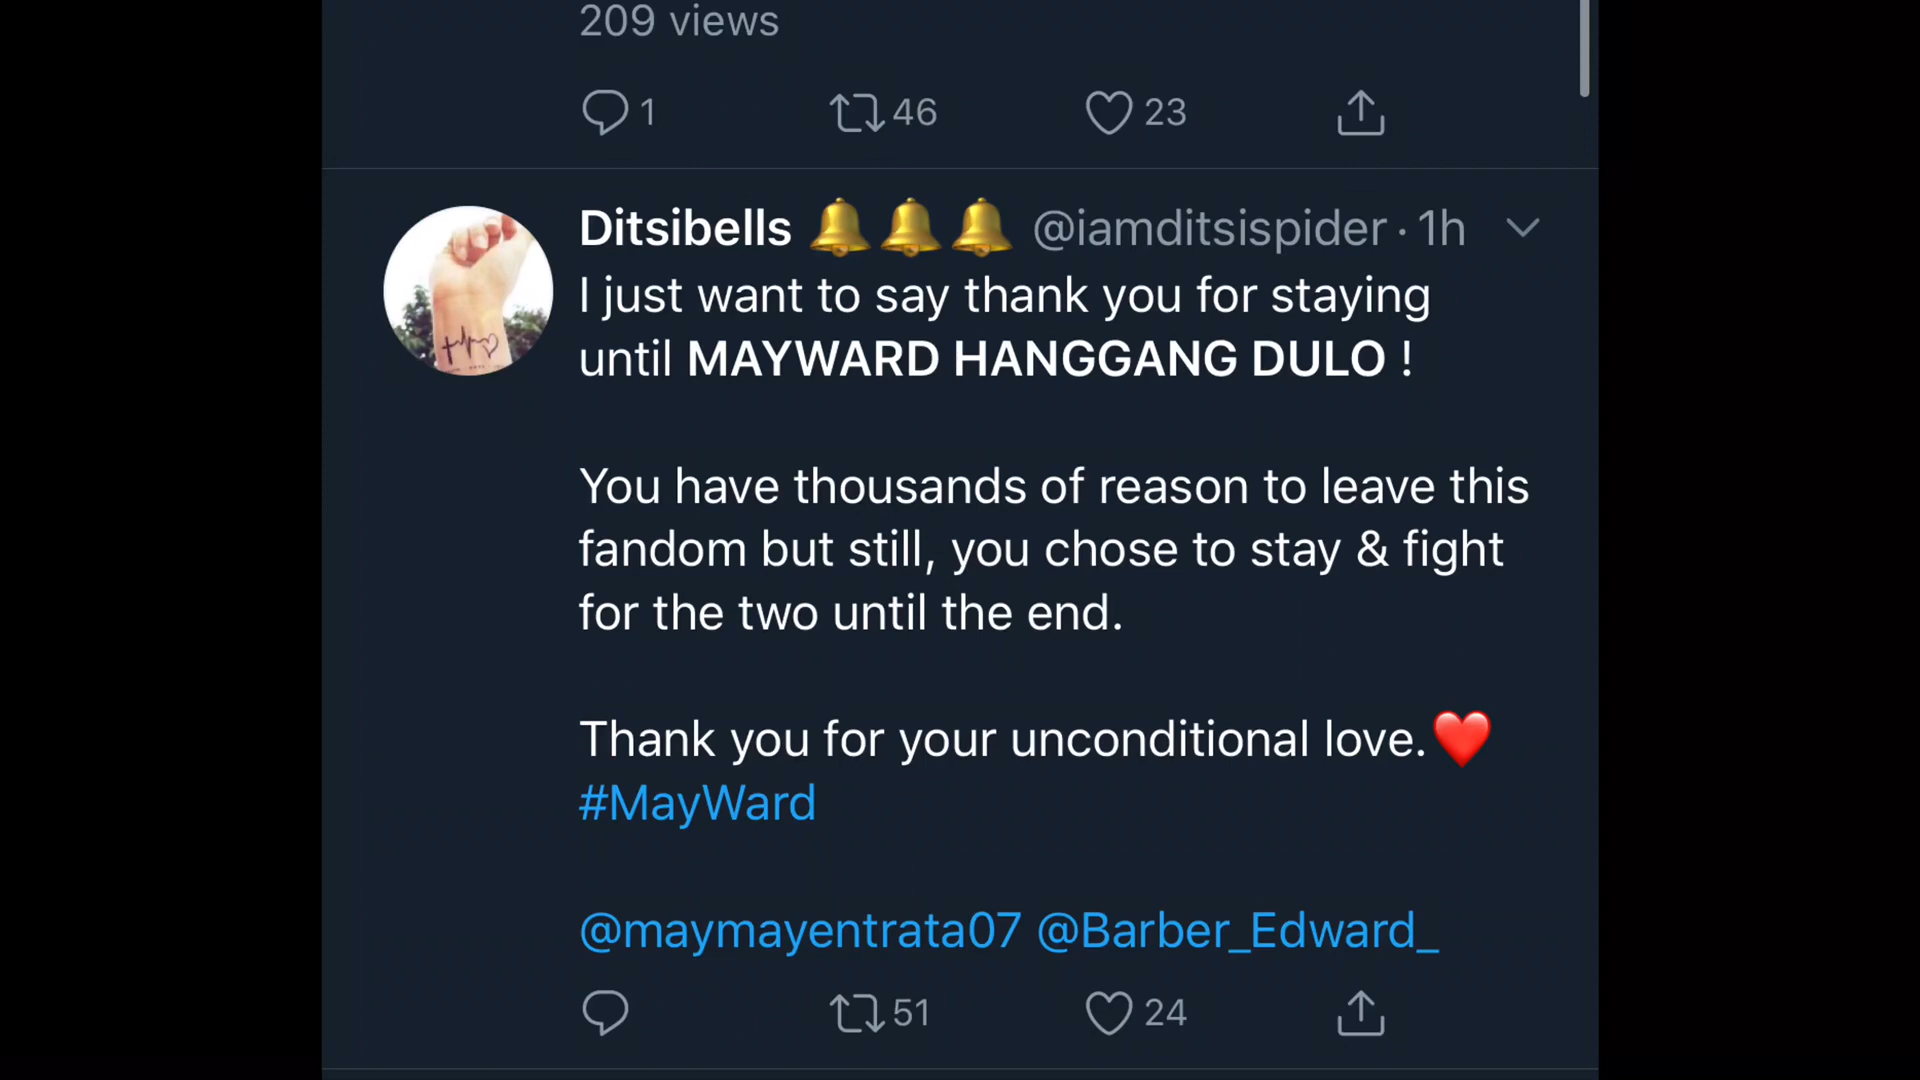 209 views
1 46 23
Ditsibells 🔔🔔🔔 @iamditsispider · 1h
I just want to say thank you for staying
until MAYWARD HANGGANG DULO !
You have thousands of reason to leave this
fandom but still, you chose to stay & fight
for the two until the end.
Thank you for your unconditional love.❤️
#MayWard
@maymayentrata07 @Barber_Edward_
51 24